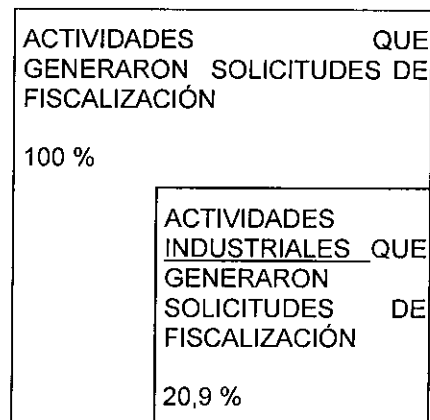 ACTIVIDADES QUE
GENERARON SOLICITUDES DE
FISCALIZACIÓN
100 %
ACTIVIDADES
INDUSTRIALES QUE
GENERARON
SOLICITUDES DE
FISCALIZACIÓN
20,9 %